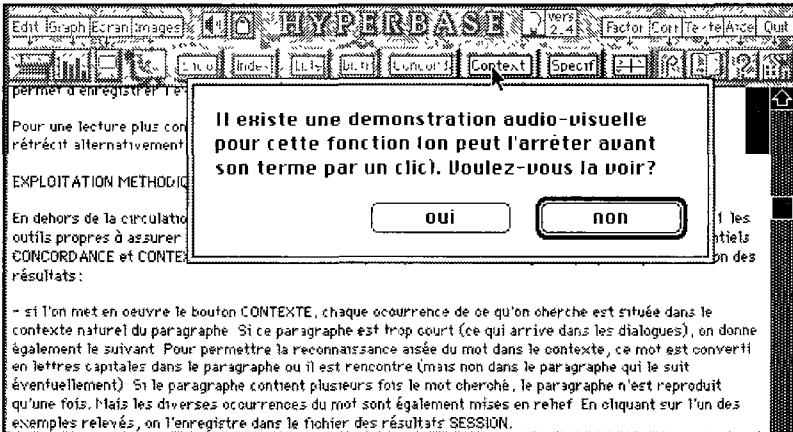 Edit Graph Ecran Images HYPERBASE Vers 2.4 Factor Corr Quit
Index Context Specif
permet d'enregistrer l'e
Pour une lecture plus con
rétrécit alternativement
Il existe une demonstration audio-visuelle
pour cette fonction (on peut l'arrêter avant
son terme par un clic). Voulez-vous la voir?
oui non
EXPLOITATION METHODIQ
En dehors de la circulatio
t les
outils propres à assurer
ntiels
CONCORDANCE et CONTE
on des
résultats :
- si l'on met en oeuvre le bouton CONTEXTE, chaque occurrence de ce qu'on cherche est située dans le
contexte naturel du paragraphe. Si ce paragraphe est trop court (ce qui arrive dans les dialogues), on donne
également le suivant. Pour permettre la reconnaissance aisée du mot dans le contexte, ce mot est converti
en lettres capitales dans le paragraphe ou il est rencontre (mais non dans le paragraphe qui le suit
éventuellement). Si le paragraphe contient plusieurs fois le mot cherché, le paragraphe n'est reproduit
qu'une fois. Mais les diverses occurrences du mot sont également mises en relief. En cliquant sur l'un des
exemples relevés, on l'enregistre dans le fichier des résultats SESSION.